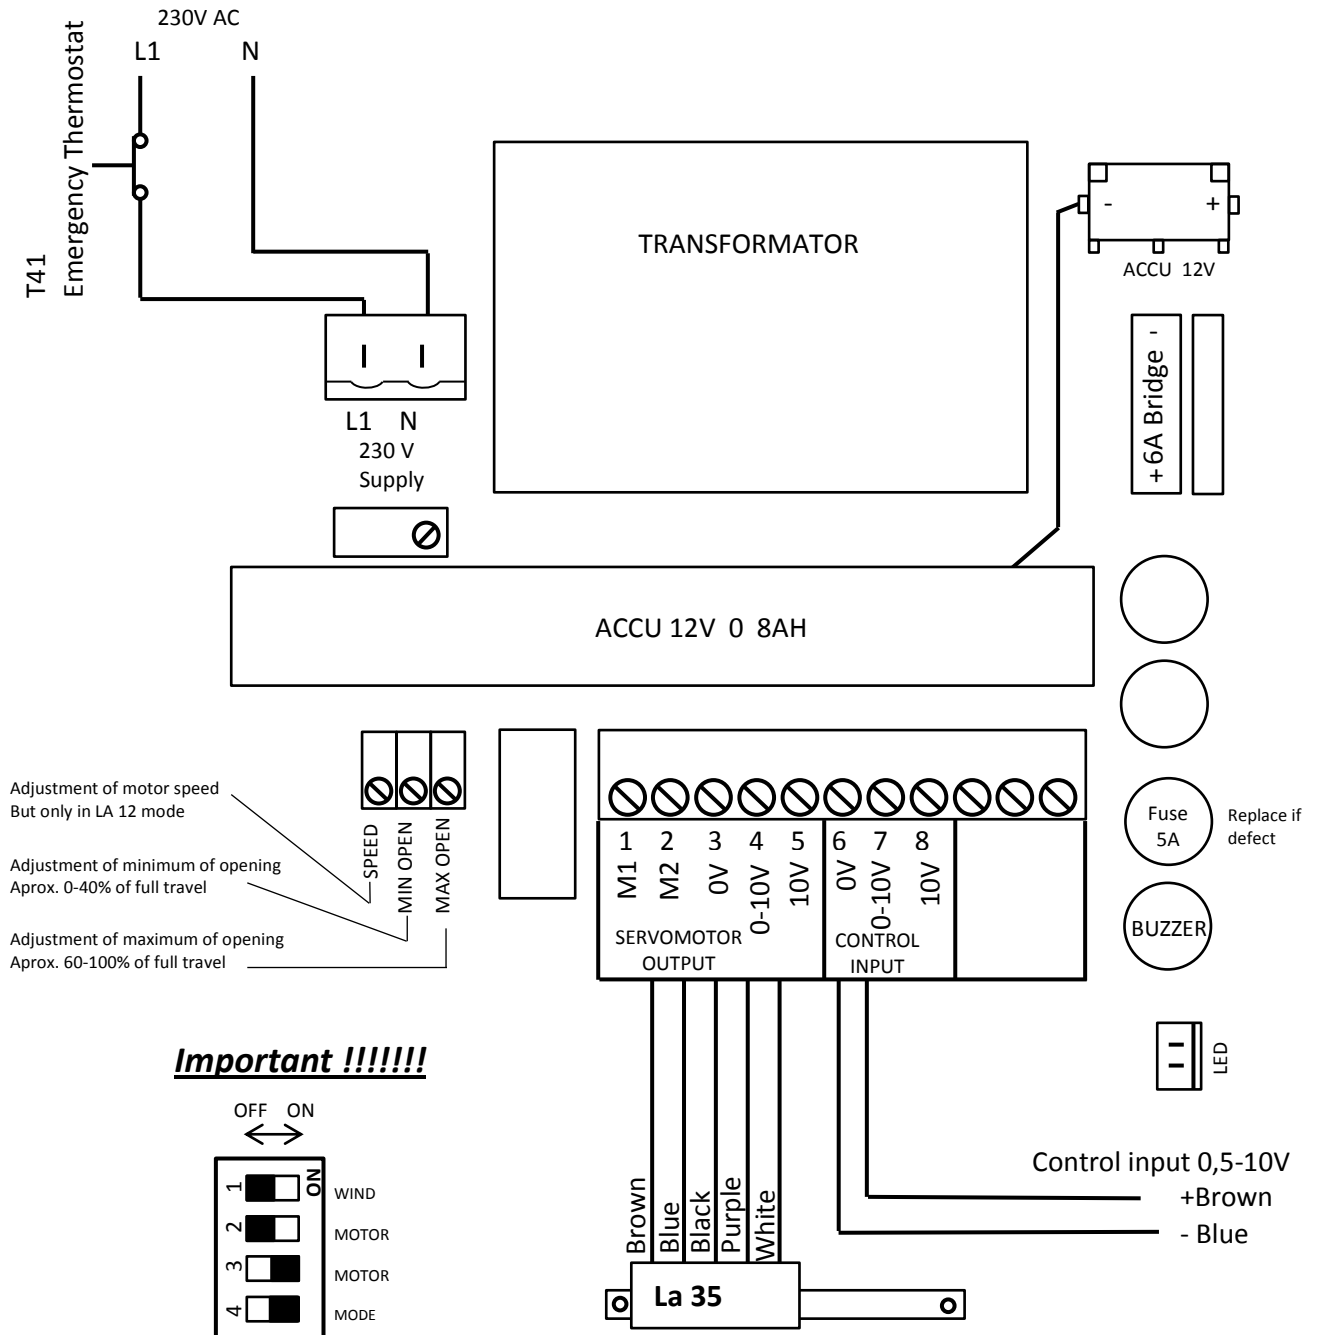 230V AC
L1
N
T41
Emergency Thermostat
TRANSFORMATOR
- +
ACCU 12V
+6A Bridge -
L1 N
230 V
Supply
ACCU 12V 0 8AH
Adjustment of motor speed
But only in LA 12 mode
Adjustment of minimum of opening
Aprox. 0-40% of full travel
Adjustment of maximum of opening
Aprox. 60-100% of full travel
SPEED
MIN OPEN
MAX OPEN
1 2 3 4 5 6 7 8
M1
M2
0V
0-10V
10V
0V
0-10V
10V
SERVOMOTOR
OUTPUT
CONTROL
INPUT
Fuse
5A
Replace if
defect
BUZZER
LED
Important !!!!!!!
OFF ON
ON
1 WIND
2 MOTOR
3 MOTOR
4 MODE
Brown
Blue
Black
Purple
White
La 35
Control input 0,5-10V
+Brown
- Blue